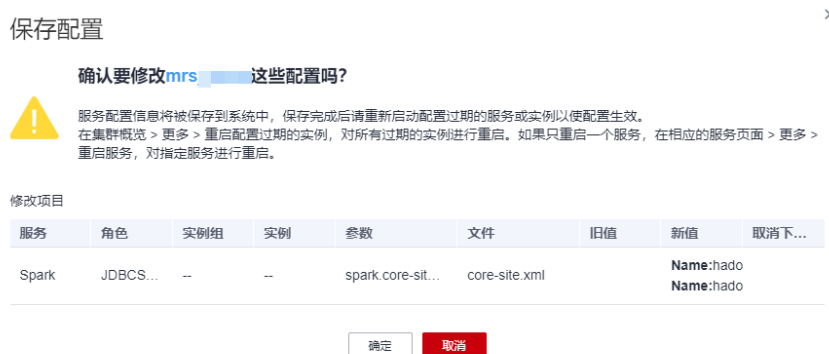 保存配置
确认要修改mrs 这些配置吗?
服务配置信息将被保存到系统中，保存完成后请重新启动配置过期的服务或实例以使配置生效。
在集群概览 > 更多 > 重启配置过期的实例，对所有过期的实例进行重启。如果只重启一个服务，在相应的服务页面 > 更多 >
重启服务，对指定服务进行重启。
修改项目
服务 角色 实例组 实例 参数 文件 旧值 新值 取消下...
Spark JDBCS... -- -- spark.core-sit... core-site.xml Name:hado
Name:hado
确定 取消